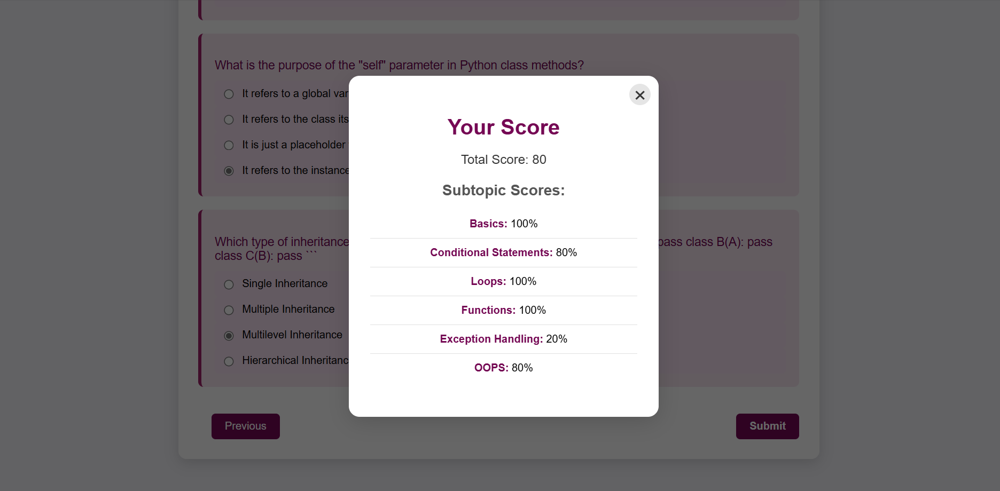 What is the purpose of the "self" parameter in Python class methods?
It refers to a global var
It refers to the class its
It is just a placeholder
It refers to the instance
Which type of inheritance pass class B(A): pass
class C(B): pass ```
Single Inheritance
Multiple Inheritance
Multilevel Inheritance
Hierarchical Inheritanc
Previous
Submit
Your Score
Total Score: 80
Subtopic Scores:
Basics: 100%
Conditional Statements: 80%
Loops: 100%
Functions: 100%
Exception Handling: 20%
OOPS: 80%